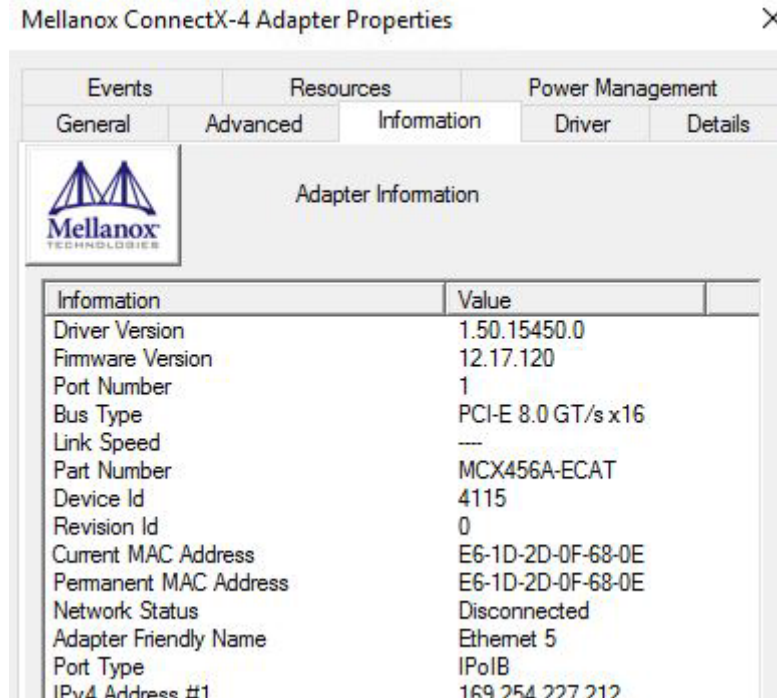 Mellanox ConnectX-4 Adapter Properties
Events Resources Power Management
General Advanced Information Driver Details
Mellanox
TECHNOLOGIES
Adapter Information
Information Value
Driver Version 1.50.15450.0
Firmware Version 12.17.120
Port Number 1
Bus Type PCI-E 8.0 GT/s x16
Link Speed ----
Part Number MCX456A-ECAT
Device Id 4115
Revision Id 0
Current MAC Address E6-1D-2D-0F-68-0E
Permanent MAC Address E6-1D-2D-0F-68-0E
Network Status Disconnected
Adapter Friendly Name Ethernet 5
Port Type IPoIB
IPv4 Address #1 169.254.227.212